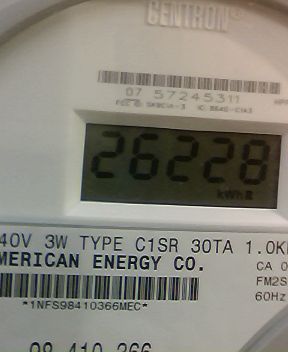 CENTRON®
07 57245311
26228
kWh
40V 3W TYPE C1SR 30TA 1.0K
MERICAN ENERGY CO.
CA 0
FM2S
60Hz
*1NFS98410366MEC*
98 410 366